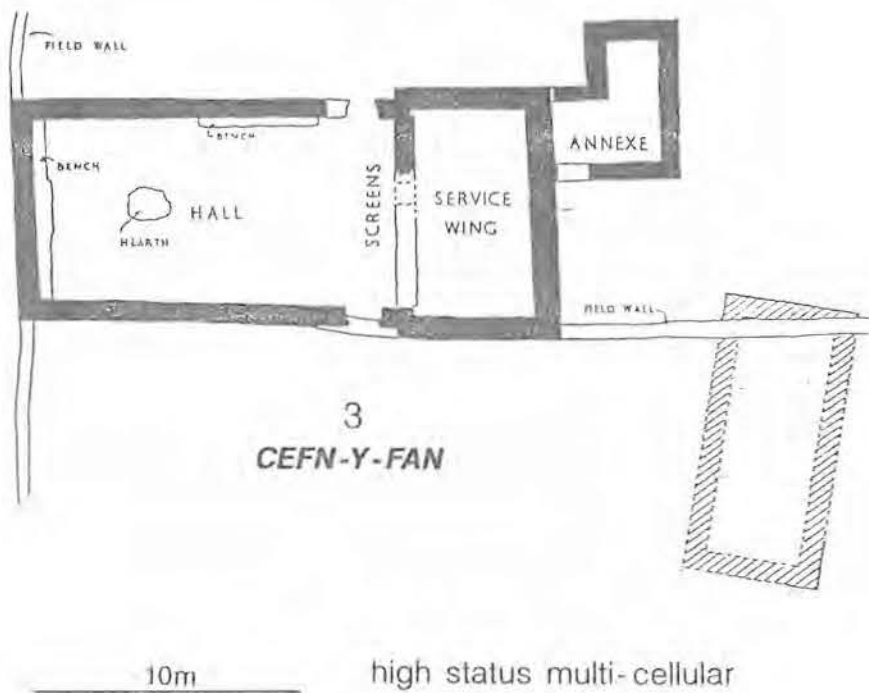 FIELD WALL
BENCH
ANNEXE
BENCH
HALL
HEARTH
SCREENS
SERVICE
WING
FIELD WALL
3
CEFN-Y-FAN
10m
high status multi-cellular